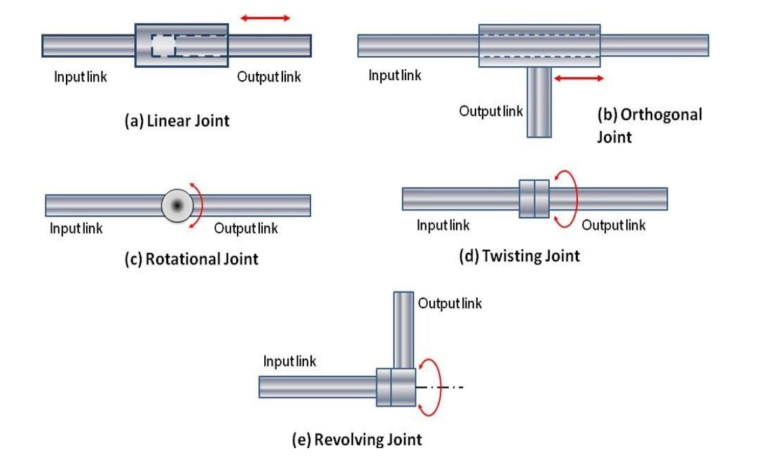 Input link
Output link
(a) Linear Joint
Input link
Output link
(b) Orthogonal
Joint
Input link
Output link
(c) Rotational Joint
Input link
Output link
(d) Twisting Joint
Output link
Input link
(e) Revolving Joint